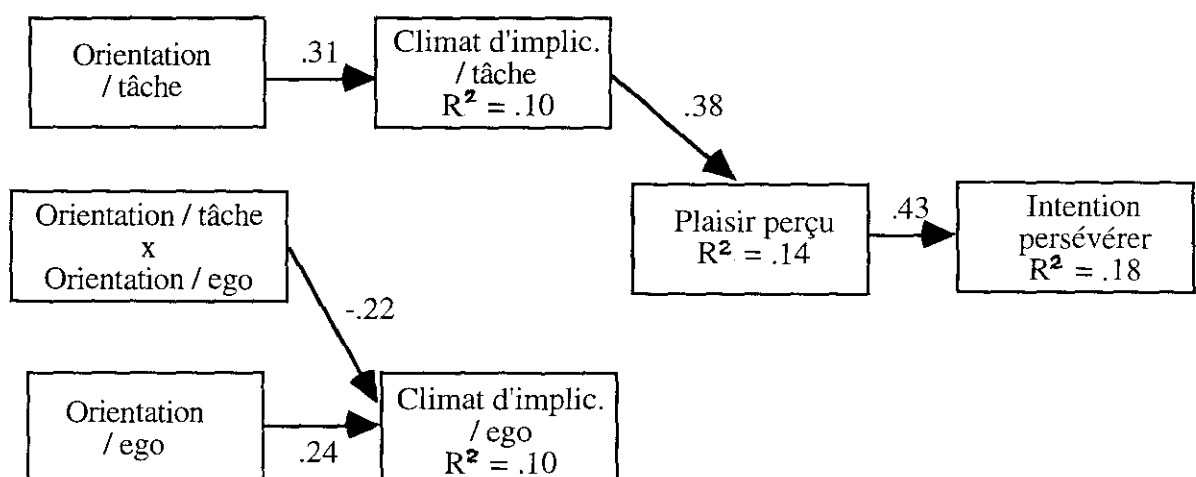 Orientation
/ tâche
.31
Climat d'implic.
/ tâche
R² = .10
.38
Orientation / tâche
x
Orientation / ego
-.22
Plaisir perçu
R² = .14
.43
Intention
persévérer
R² = .18
Orientation
/ ego
.24
Climat d'implic.
/ ego
R² = .10